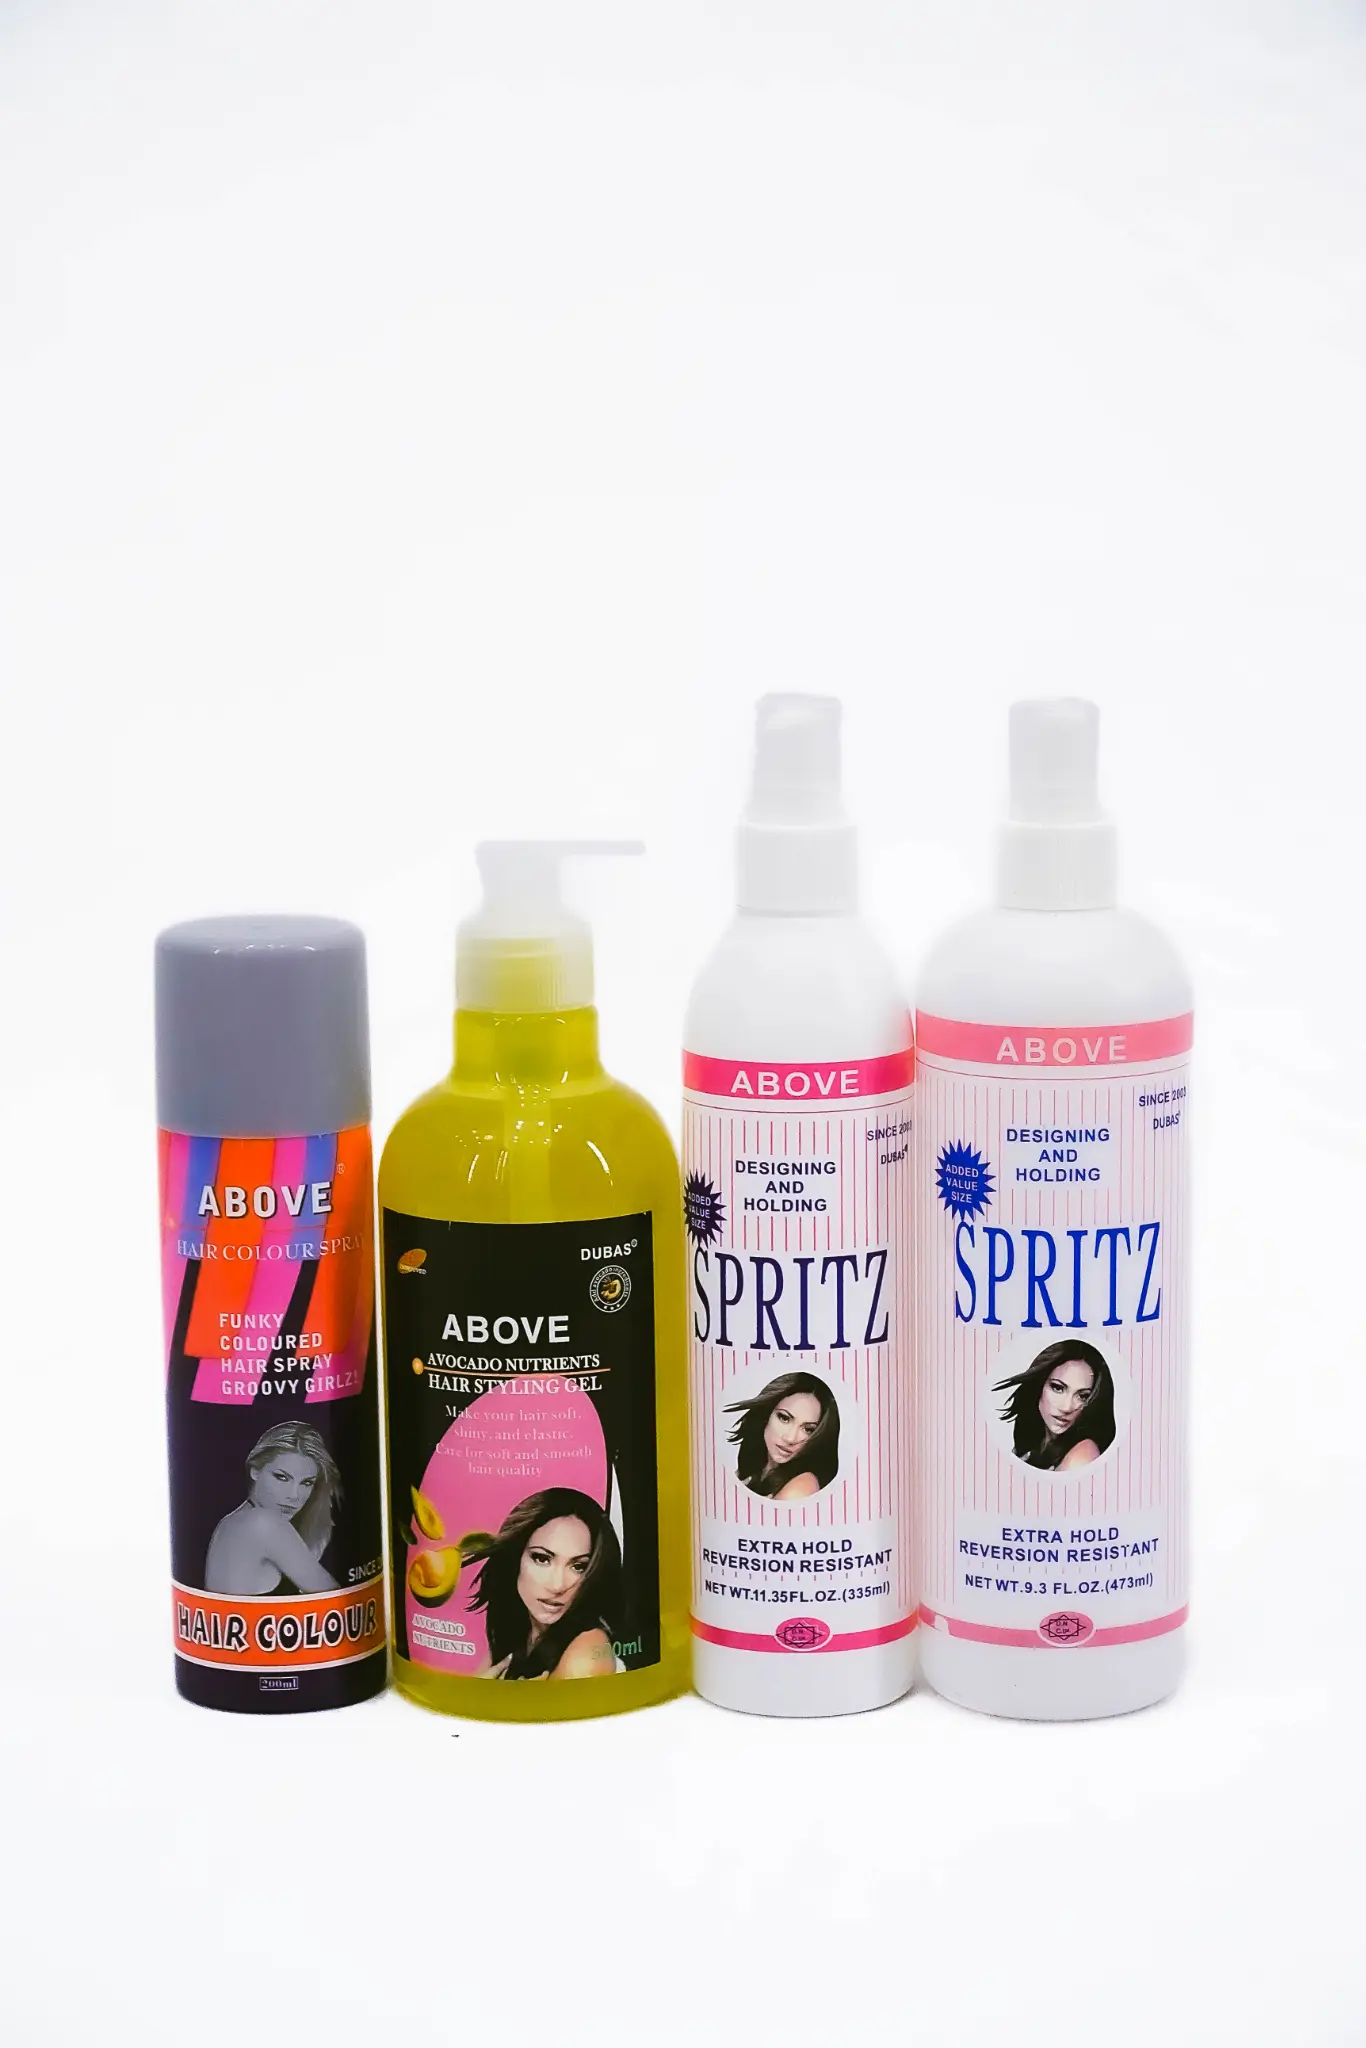 ABOVE
HAIR COLOUR SPRAY
FUNKY
COLOURED
HAIR SPRAY
GROOVY GIRLZ!
SINCE
HAIR COLOUR
200ml
DUBAS
ABOVE
AVOCADO NUTRIENTS
HAIR STYLING GEL
Make your hair soft,
shiny, and elastic.
Care for soft and smooth
hair quality
AVOCADO
NUTRIENTS
500ml
ABOVE
SINCE 2003
DUBAS
DESIGNING
AND
HOLDING
ADDED
VALUE
SIZE
SPRITZ
EXTRA HOLD
REVERSION RESISTANT
NET WT.11.35FL.OZ.(335ml)
ABOVE
SINCE 2003
DUBAS
DESIGNING
AND
HOLDING
ADDED
VALUE
SIZE
SPRITZ
EXTRA HOLD
REVERSION RESISTANT
NET WT.9.3 FL.OZ.(473ml)